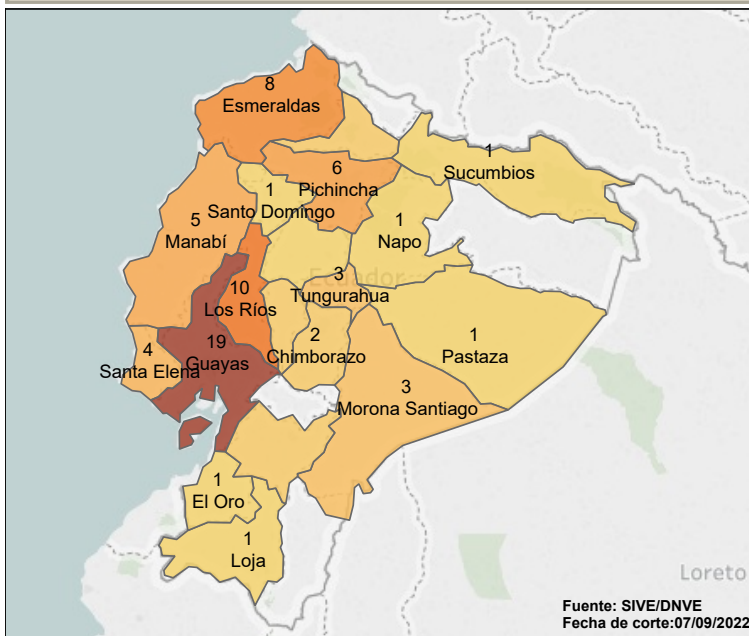 8
Esmeraldas
1
Sucumbios
6
Pichincha
1
Santo Domingo
5
Manabí
1
Napo
Ecuador
3
Tungurahua
10
Los Ríos
19
Guayas
4
Santa Elena
2
Chimborazo
1
Pastaza
3
Morona Santiago
1
El Oro
1
Loja
Loreto
Fuente: SIVE/DNVE
Fecha de corte:07/09/2022